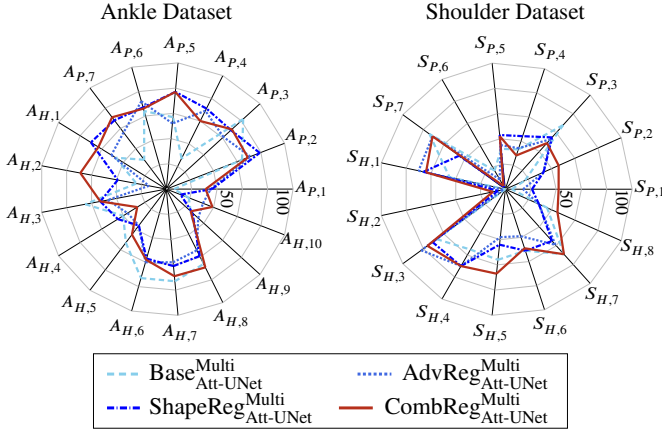 Ankle Dataset
Shoulder Dataset
A_{P,5}
A_{P,6}
A_{P,4}
A_{P,7}
A_{P,3}
A_{H,1}
A_{P,2}
A_{H,2}
A_{P,1}
50
100
A_{H,3}
A_{H,10}
A_{H,4}
A_{H,9}
A_{H,5}
A_{H,8}
A_{H,6}
A_{H,7}
S_{P,5}
S_{P,4}
S_{P,6}
S_{P,3}
S_{P,7}
S_{P,2}
S_{H,1}
S_{P,1}
50
100
S_{H,2}
S_{H,8}
S_{H,3}
S_{H,7}
S_{H,4}
S_{H,6}
S_{H,5}
Base^{Multi}_{Att-UNet}
AdvReg^{Multi}_{Att-UNet}
ShapeReg^{Multi}_{Att-UNet}
CombReg^{Multi}_{Att-UNet}